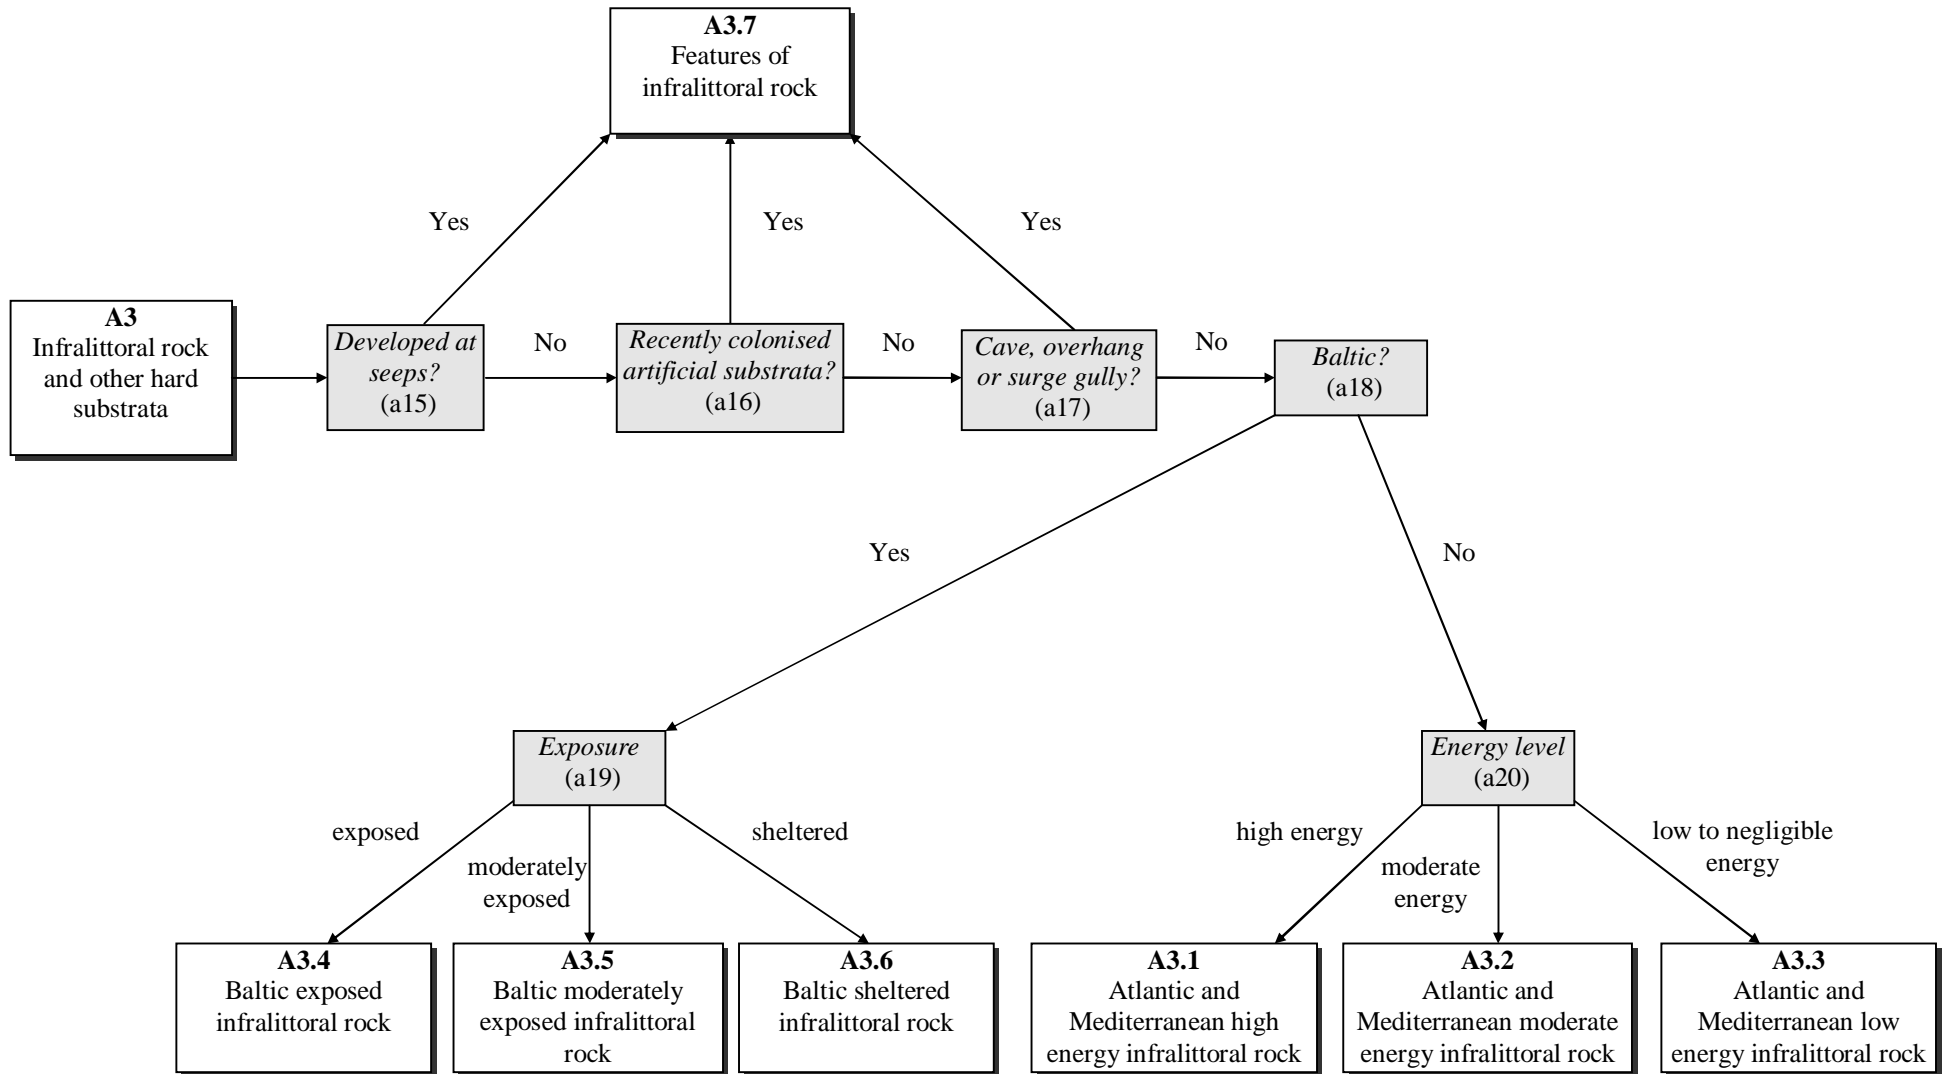 A3.7
Features of
infralittoral rock
Yes
Yes
Yes
A3
Infralittoral rock
and other hard
substrata
Developed at
seeps?
(a15)
No
Recently colonised
artificial substrata?
(a16)
No
Cave, overhang
or surge gully?
(a17)
No
Baltic?
(a18)
Yes
No
Exposure
(a19)
Energy level
(a20)
exposed
moderately
exposed
sheltered
high energy
moderate
energy
low to negligible
energy
A3.4
Baltic exposed
infralittoral rock
A3.5
Baltic moderately
exposed infralittoral
rock
A3.6
Baltic sheltered
infralittoral rock
A3.1
Atlantic and
Mediterranean high
energy infralittoral rock
A3.2
Atlantic and
Mediterranean moderate
energy infralittoral rock
A3.3
Atlantic and
Mediterranean low
energy infralittoral rock